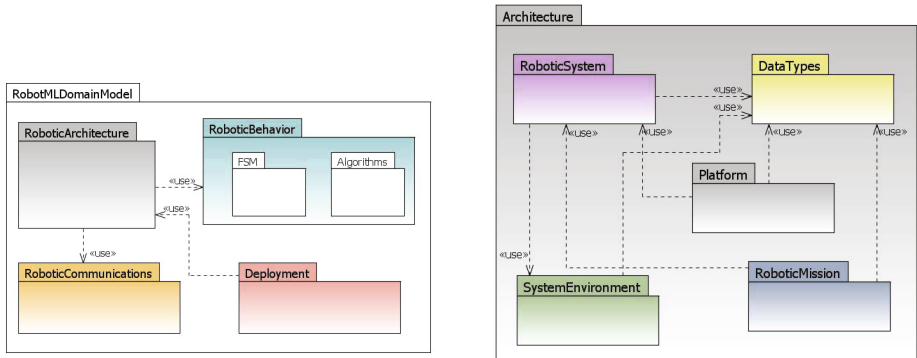 RobotMLDomainModel
RoboticArchitecture
RoboticBehavior
FSM
Algorithms
«use»
«use»
«use»
RoboticCommunications
Deployment
Architecture
RoboticSystem
DataTypes
«use»
«use»
«use»
«use»
«use»
«use»
Platform
«use»
SystemEnvironment
RoboticMission